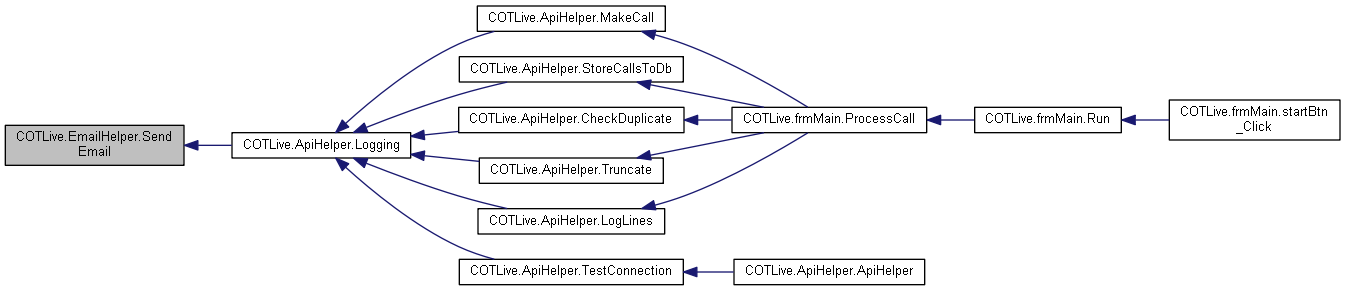 COTLive.ApiHelper.MakeCall
COTLive.ApiHelper.StoreCallsToDb
COTLive.EmailHelper.Send
Email
COTLive.ApiHelper.Logging
COTLive.ApiHelper.CheckDuplicate
COTLive.frmMain.ProcessCall
COTLive.frmMain.Run
COTLive.frmMain.startBtn
_Click
COTLive.ApiHelper.Truncate
COTLive.ApiHelper.LogLines
COTLive.ApiHelper.TestConnection
COTLive.ApiHelper.ApiHelper